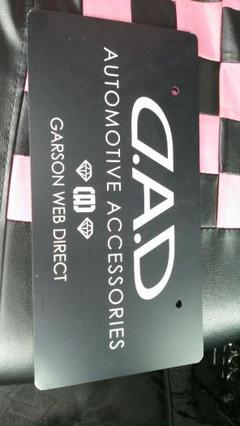 D.A.D
AUTOMOTIVE ACCESSORIES
GARSON WEB DIRECT